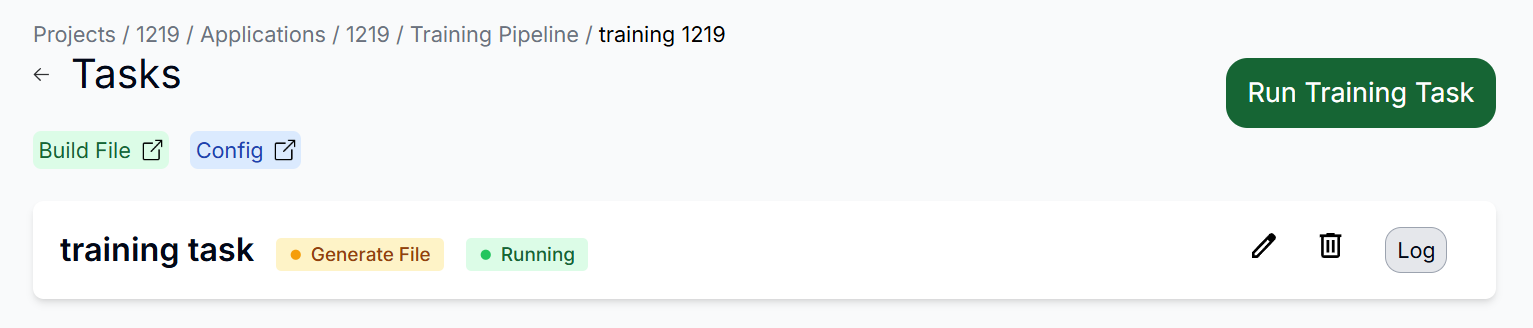 Projects / 1219 / Applications / 1219 / Training Pipeline / training 1219
Tasks
Run Training Task
Build File
Config
training task
Generate File
Running
Log